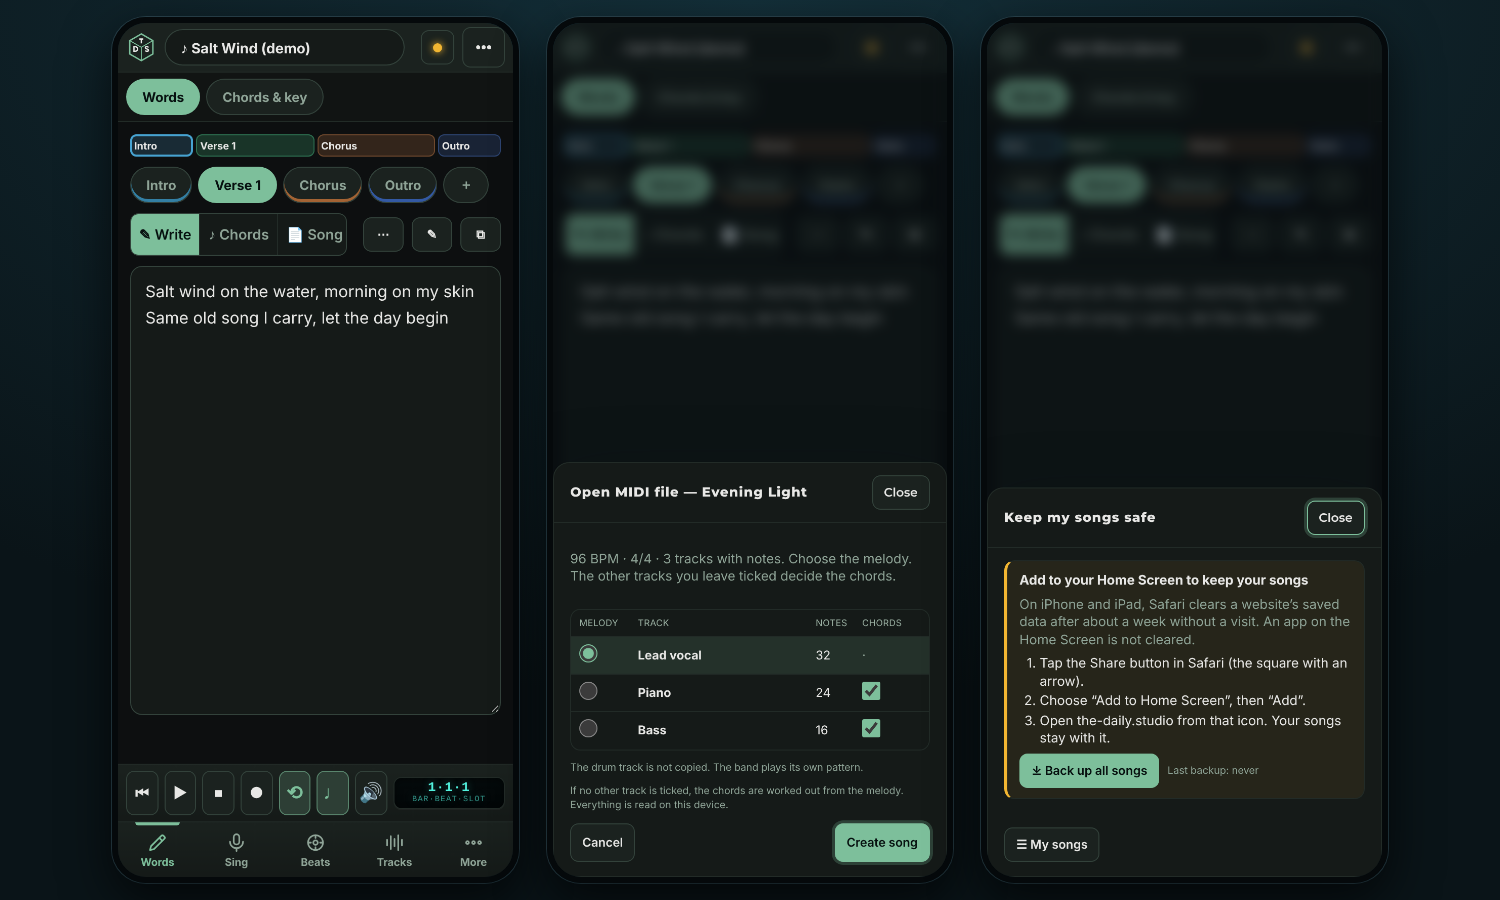 T
D S
♪ Salt Wind (demo)
•••
Words
Chords & key
Intro
Verse 1
Chorus
Outro
Intro
Verse 1
Chorus
Outro
+
✎ Write
♪ Chords
📄 Song
···
✎
⧉
Salt wind on the water, morning on my skin
Same old song I carry, let the day begin
1·1·1
BAR·BEAT·SLOT
Words
Sing
Beats
Tracks
More
Open MIDI file — Evening Light
Close
96 BPM · 4/4 · 3 tracks with notes. Choose the melody.
The other tracks you leave ticked decide the chords.
MELODY TRACK NOTES CHORDS
Lead vocal 32 ·
Piano 24
Bass 16
The drum track is not copied. The band plays its own pattern.
If no other track is ticked, the chords are worked out from the melody.
Everything is read on this device.
Cancel
Create song
Keep my songs safe
Close
Add to your Home Screen to keep your songs
On iPhone and iPad, Safari clears a website’s saved
data after about a week without a visit. An app on the
Home Screen is not cleared.
1. Tap the Share button in Safari (the square with an
arrow).
2. Choose “Add to Home Screen”, then “Add”.
3. Open the-daily.studio from that icon. Your songs
stay with it.
Back up all songs
Last backup: never
☰ My songs